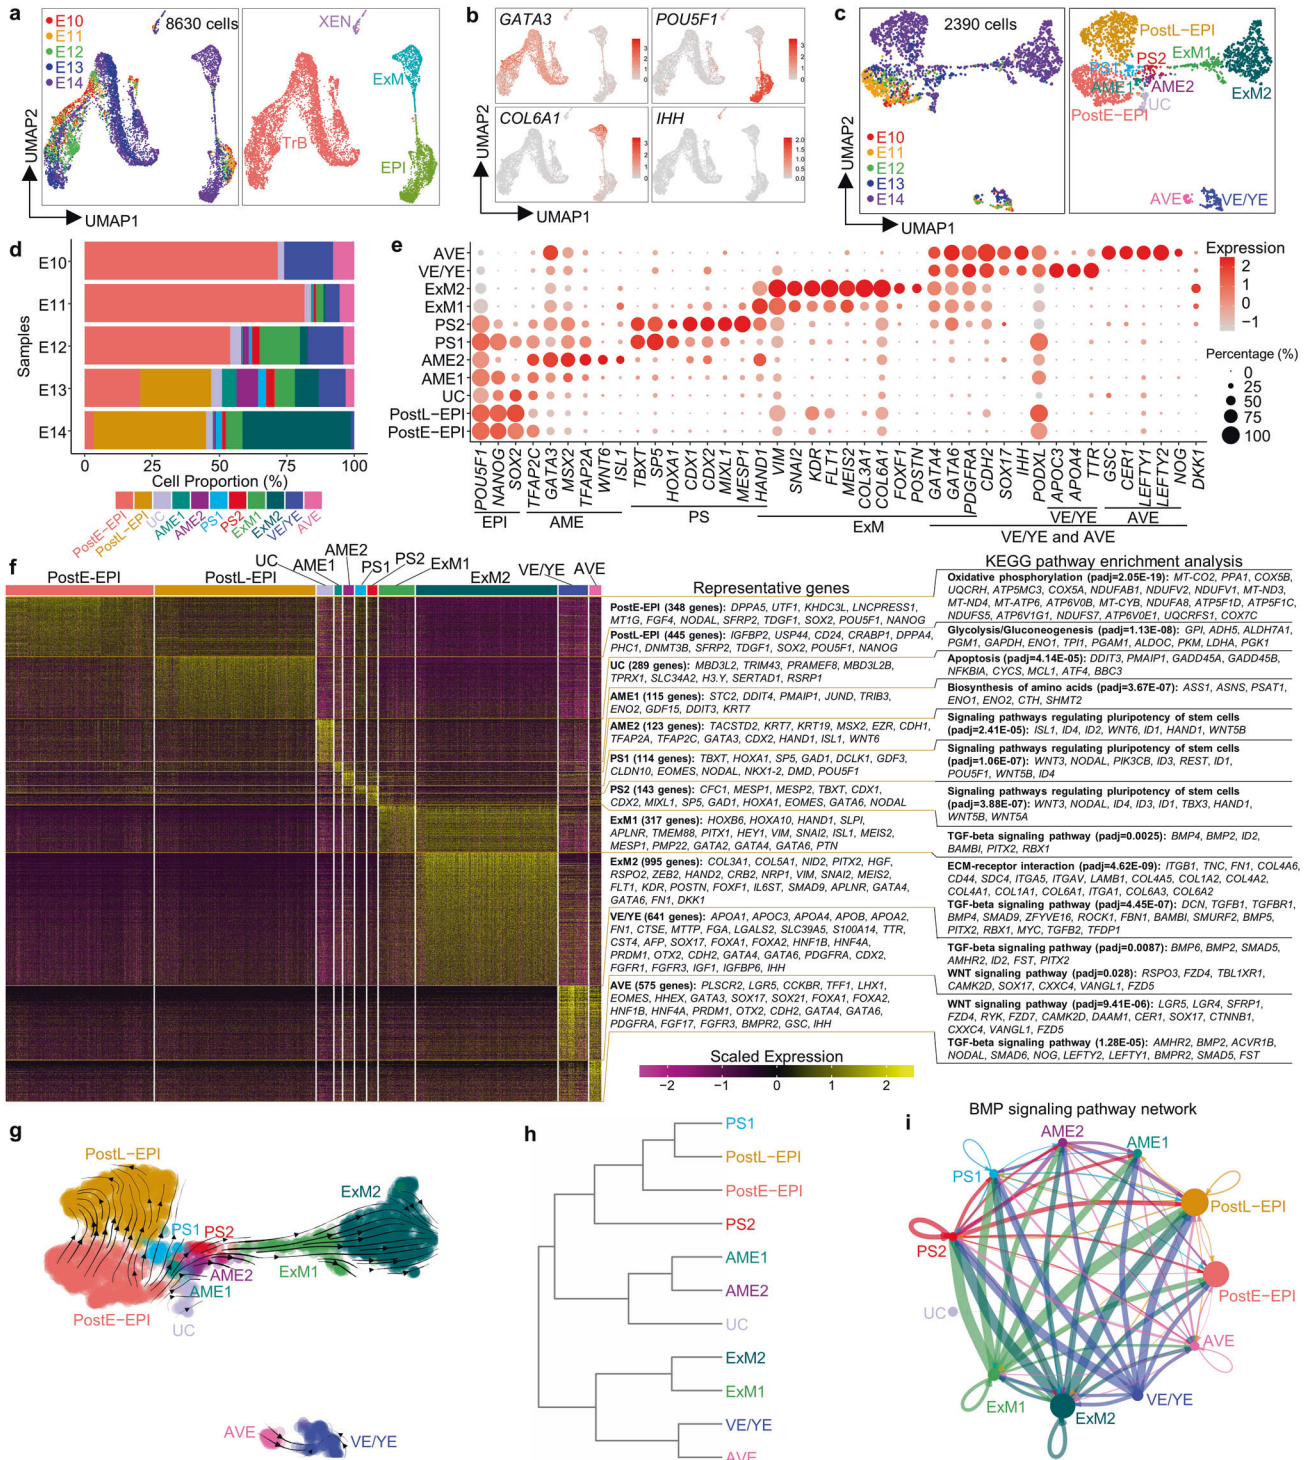 a
E10
E11
E12
E13
E14
8630 cells
XEN
ExM
TrB
EPI
UMAP2
UMAP1
b
GATA3
POU5F1
COL6A1
IHH
3
2
1
0
3
2
1
0
3
2
1
0
2.0
1.5
1.0
0.5
0.0
UMAP2
UMAP1
c
2390 cells
E10
E11
E12
E13
E14
PostL-EPI
PS2
PS1
ExM1
AME1
AME2
ExM2
UC
PostE-EPI
AVE
VE/YE
UMAP2
UMAP1
d
Samples
E10
E11
E12
E13
E14
0 25 50 75 100
Cell Proportion (%)
PostE-EPI
PostL-EPI
UC
AME1
AME2
PS1
PS2
ExM1
ExM2
VE/YE
AVE
e
AVE
VE/YE
ExM2
ExM1
PS2
PS1
AME2
AME1
UC
PostL-EPI
PostE-EPI
POU5F1 NANOG SOX2 TFAP2C GATA3 MSX2 TFAP2A WNT6 ISL1 TBXT SP5 HOXA1 CDX1 CDX2 MIXL1 MESP1 HAND1 VIM SNAI2 KDR FLT1 MEIS2 COL3A1 COL6A1 FOXF1 POSTN GATA4 GATA6 PDGFRA CDH2 SOX17 IHH PODXL APOC3 APOA4 TTR GSC CER1 LEFTY1 LEFTY2 NOG DKK1
EPI AME PS ExM VE/YE AVE
VE/YE and AVE
Expression
2
1
0
−1
Percentage (%)
0
25
50
75
100
f
PostE-EPI PostL-EPI UC AME1 AME2 PS1 PS2 ExM1 ExM2 VE/YE AVE
Representative genes
PostE-EPI (348 genes): DPPA5, UTF1, KHDC3L, LNCPRESS1,
MT1G, FGF4, NODAL, SFRP2, TDGF1, SOX2, POU5F1, NANOG
PostL-EPI (445 genes): IGFBP2, USP44, CD24, CRABP1, DPPA4,
PHC1, DNMT3B, SFRP2, TDGF1, SOX2, POU5F1, NANOG
UC (289 genes): MBD3L2, TRIM43, PRAMEF8, MBD3L2B,
TPRX1, SLC34A2, H3.Y, SERTAD1, RSRP1
AME1 (115 genes): STC2, DDIT4, PMAIP1, JUND, TRIB3,
ENO2, GDF15, DDIT3, KRT7
AME2 (123 genes): TACSTD2, KRT7, KRT19, MSX2, EZR, CDH1,
TFAP2A, TFAP2C, GATA3, CDX2, HAND1, ISL1, WNT6
PS1 (114 genes): TBXT, HOXA1, SP5, GAD1, DCLK1, GDF3,
CLDN10, EOMES, NODAL, NKX1-2, DMD, POU5F1
PS2 (143 genes): CFC1, MESP1, MESP2, TBXT, CDX1,
CDX2, MIXL1, SP5, GAD1, HOXA1, EOMES, GATA6, NODAL
ExM1 (317 genes): HOXB6, HOXA10, HAND1, SLPI,
APLNR, TMEM88, PITX1, HEY1, VIM, SNAI2, ISL1, MEIS2,
MESP1, PMP22, GATA2, GATA4, GATA6, PTN
ExM2 (995 genes): COL3A1, COL5A1, NID2, PITX2, HGF,
RSPO2, ZEB2, HAND2, CRB2, NRP1, VIM, SNAI2, MEIS2,
FLT1, KDR, POSTN, FOXF1, IL6ST, SMAD9, APLNR, GATA4,
GATA6, FN1, DKK1
VE/YE (641 genes): APOA1, APOC3, APOA4, APOB, APOA2,
FN1, CTSE, MTTP, FGA, LGALS2, SLC39A5, S100A14, TTR,
CST4, AFP, SOX17, FOXA1, FOXA2, HNF1B, HNF4A,
PRDM1, OTX2, CDH2, GATA4, GATA6, PDGFRA, CDX2,
FGFR1, FGFR3, IGF1, IGFBP6, IHH
AVE (575 genes): PLSCR2, LGR5, CCKBR, TFF1, LHX1,
EOMES, HHEX, GATA3, SOX17, SOX21, FOXA1, FOXA2,
HNF1B, HNF4A, PRDM1, OTX2, CDH2, GATA4, GATA6,
PDGFRA, FGF17, FGFR3, BMPR2, GSC, IHH
Scaled Expression
−2 −1 0 1 2
KEGG pathway enrichment analysis
Oxidative phosphorylation (padj=2.05E-19): MT-CO2, PPA1, COX5B,
UQCRH, ATP5MC3, COX5A, NDUFAB1, NDUFV2, NDUFV1, MT-ND3,
MT-ND4, MT-ATP6, ATP6V0B, MT-CYB, NDUFA8, ATP5F1D, ATP5F1C,
NDUFS5, ATP6V1G1, NDUFS7, ATP6V0E1, UQCRFS1, COX7C
Glycolysis/Gluconeogenesis (padj=1.13E-08): GPI, ADH5, ALDH7A1,
PGM1, GAPDH, ENO1, TPI1, PGAM1, ALDOC, PKM, LDHA, PGK1
Apoptosis (padj=4.14E-05): DDIT3, PMAIP1, GADD45A, GADD45B,
NFKBIA, CYCS, MCL1, ATF4, BBC3
Biosynthesis of amino acids (padj=3.67E-07): ASS1, ASNS, PSAT1,
ENO1, ENO2, CTH, SHMT2
Signaling pathways regulating pluripotency of stem cells
(padj=2.41E-05): ISL1, ID4, ID2, WNT6, ID1, HAND1, WNT5B
Signaling pathways regulating pluripotency of stem cells
(padj=1.06E-07): WNT3, NODAL, PIK3CB, ID3, REST, ID1,
POU5F1, WNT5B, ID4
Signaling pathways regulating pluripotency of stem cells
(padj=3.88E-07): WNT3, NODAL, ID4, ID3, ID1, TBX3, HAND1,
WNT5B, WNT5A
TGF-beta signaling pathway (padj=0.0025): BMP4, BMP2, ID2,
BAMBI, PITX2, RBX1
ECM-receptor interaction (padj=4.62E-09): ITGB1, TNC, FN1, COL4A6,
CD44, SDC4, ITGA5, ITGAV, LAMB1, COL4A5, COL1A2, COL4A2,
COL4A1, COL1A1, COL6A1, ITGA1, COL6A3, COL6A2
TGF-beta signaling pathway (padj=4.45E-07): DCN, TGFB1, TGFBR1,
BMP4, SMAD9, ZFYVE16, ROCK1, FBN1, BAMBI, SMURF2, BMP5,
PITX2, RBX1, MYC, TGFB2, TFDP1
TGF-beta signaling pathway (padj=0.0087): BMP6, BMP2, SMAD5,
AMHR2, ID2, FST, PITX2
WNT signaling pathway (padj=0.028): RSPO3, FZD4, TBL1XR1,
CAMK2D, SOX17, CXXC4, VANGL1, FZD5
WNT signaling pathway (padj=9.41E-06): LGR5, LGR4, SFRP1,
FZD4, RYK, FZD7, CAMK2D, DAAM1, CER1, SOX17, CTNNB1,
CXXC4, VANGL1, FZD5
TGF-beta signaling pathway (1.28E-05): AMHR2, BMP2, ACVR1B,
NODAL, SMAD6, NOG, LEFTY2, LEFTY1, BMPR2, SMAD5, FST
g
PostL-EPI
PS1
PS2
ExM2
AME2
ExM1
AME1
PostE-EPI
UC
AVE
VE/YE
h
PS1
PostL-EPI
PostE-EPI
PS2
AME1
AME2
UC
ExM2
ExM1
VE/YE
AVE
i
BMP signaling pathway network
AME2
AME1
PS1
PostL-EPI
PS2
PostE-EPI
UC
AVE
ExM1
VE/YE
ExM2